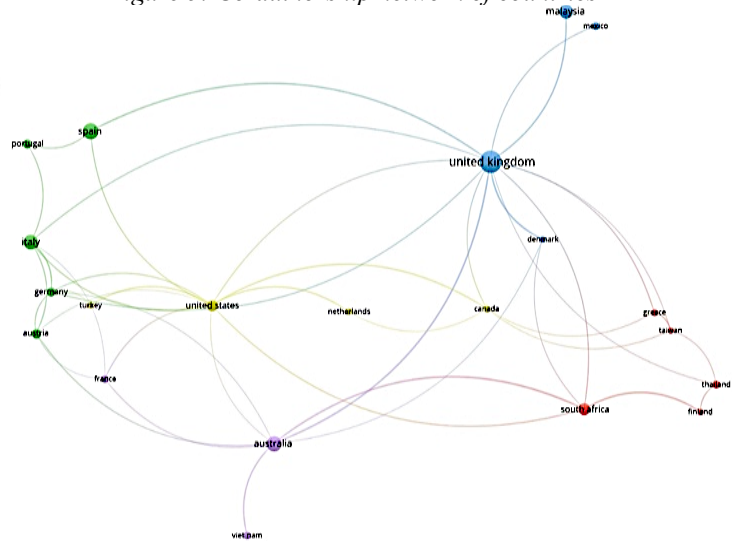 malaysia
mexico
spain
portugal
united kingdom
italy
denmark
germany
turkey
united states
netherlands
canada
greece
austria
taiwan
france
thailand
south africa
finland
australia
viet nam